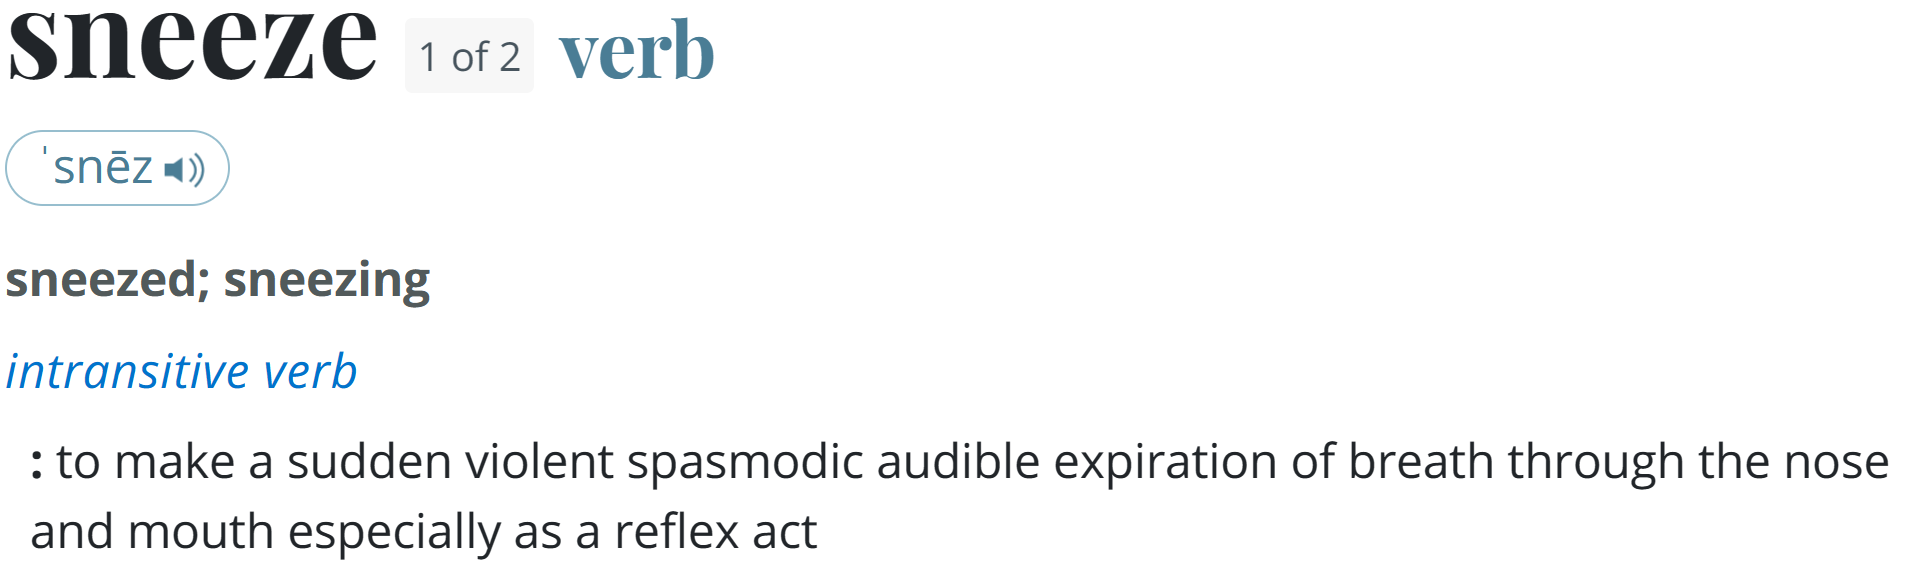 sneeze 1 of 2 verb
ˈsnēz
sneezed; sneezing
intransitive verb
: to make a sudden violent spasmodic audible expiration of breath through the nose
and mouth especially as a reflex act